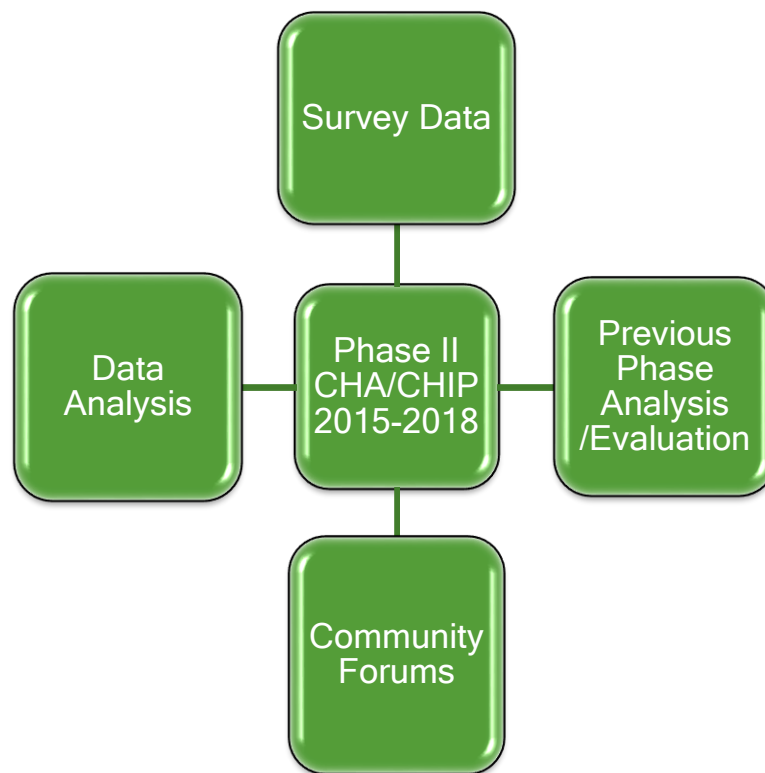 Survey Data
Data
Analysis
Phase II
CHA/CHIP
2015-2018
Previous
Phase
Analysis
/Evaluation
Community
Forums